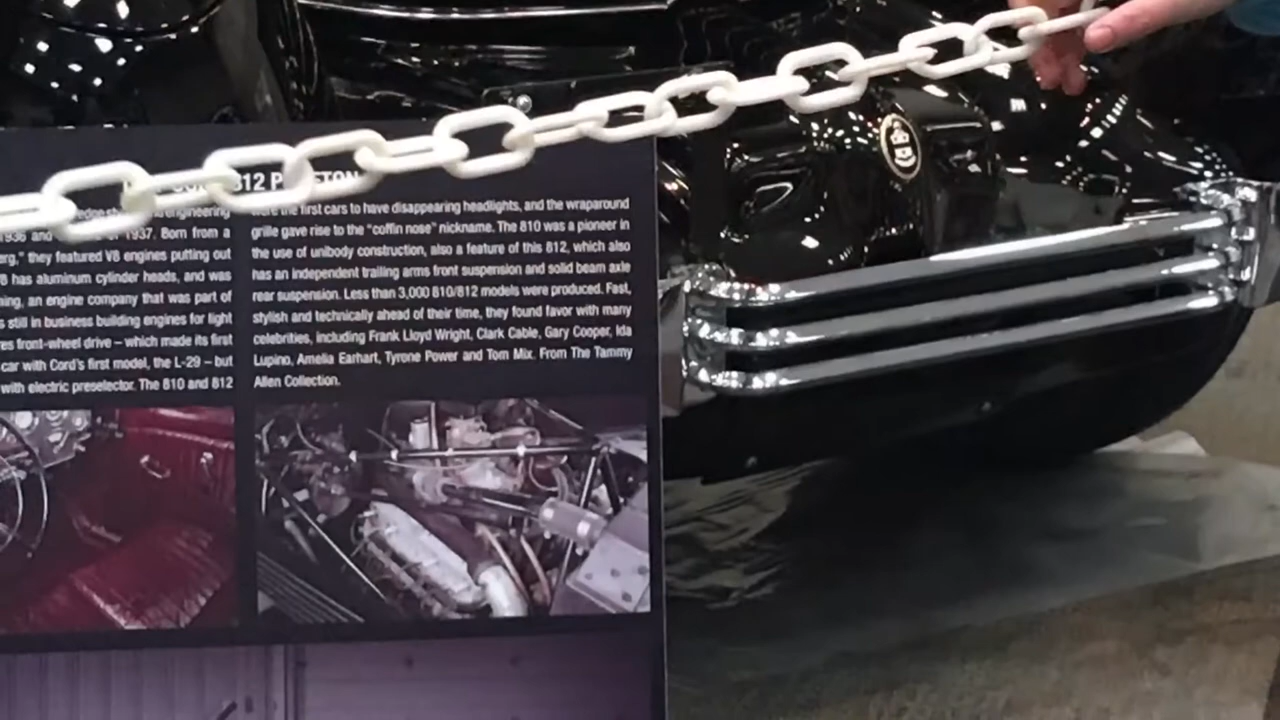 812
engineering
1936 and 1937. Born from a
erg," they featured V8 engines putting out
8 has aluminum cylinder heads, and was
ning, an engine company that was part of
s still in business building engines for light
res front-wheel drive – which made its first
car with Cord's first model, the L-29 – but
with electric preselector. The 810 and 812
were the first cars to have disappearing headlights, and the wraparound
grille gave rise to the "coffin nose" nickname. The 810 was a pioneer in
the use of unibody construction, also a feature of this 812, which also
has an independent trailing arms front suspension and solid beam axle
rear suspension. Less than 3,000 810/812 models were produced. Fast,
stylish and technically ahead of their time, they found favor with many
celebrities, including Frank Lloyd Wright, Clark Cable, Gary Cooper, Ida
Lupino, Amelia Earhart, Tyrone Power and Tom Mix. From The Tammy
Allen Collection.